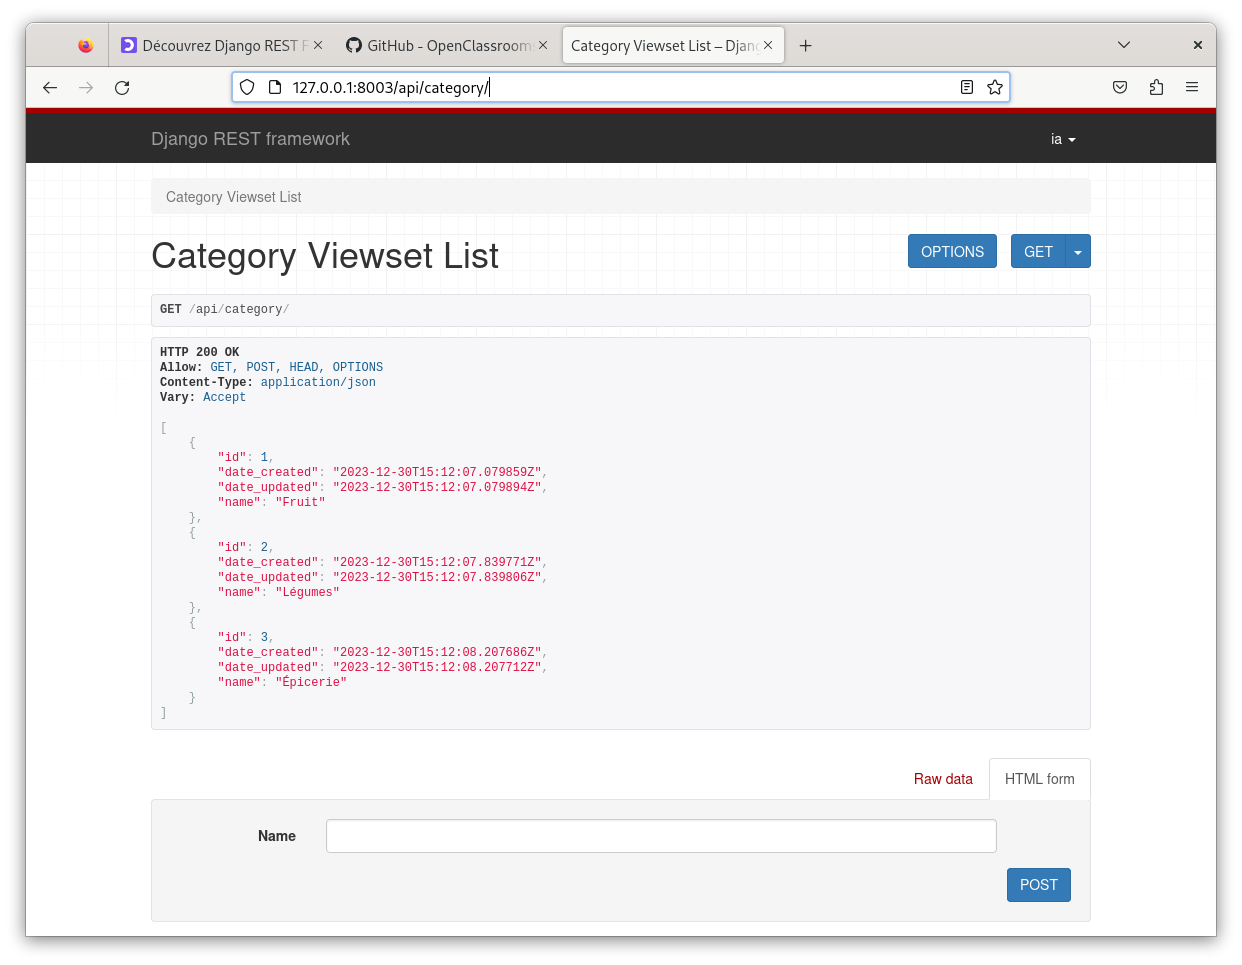 Découvrez Django REST F
GitHub - OpenClassroom
Category Viewset List – Djan
127.0.0.1:8003/api/category/
Django REST framework
ia
Category Viewset List
Category Viewset List
OPTIONS
GET
GET /api/category/
HTTP 200 OK
Allow: GET, POST, HEAD, OPTIONS
Content-Type: application/json
Vary: Accept
[
    {
        "id": 1,
        "date_created": "2023-12-30T15:12:07.079859Z",
        "date_updated": "2023-12-30T15:12:07.079894Z",
        "name": "Fruit"
    },
    {
        "id": 2,
        "date_created": "2023-12-30T15:12:07.839771Z",
        "date_updated": "2023-12-30T15:12:07.839806Z",
        "name": "Légumes"
    },
    {
        "id": 3,
        "date_created": "2023-12-30T15:12:08.207686Z",
        "date_updated": "2023-12-30T15:12:08.207712Z",
        "name": "Épicerie"
    }
]
Raw data
HTML form
Name
POST